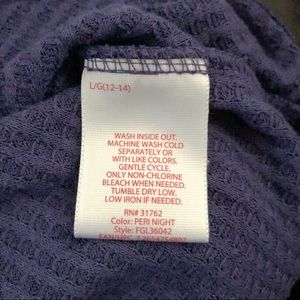 L/G(12-14)
WASH INSIDE OUT.
MACHINE WASH COLD
SEPARATELY OR
WITH LIKE COLORS.
GENTLE CYCLE.
ONLY NON-CHLORINE
BLEACH WHEN NEEDED.
TUMBLE DRY LOW.
LOW IRON IF NEEDED.
RN# 31762
Color: PERI NIGHT
Style: FGL36042